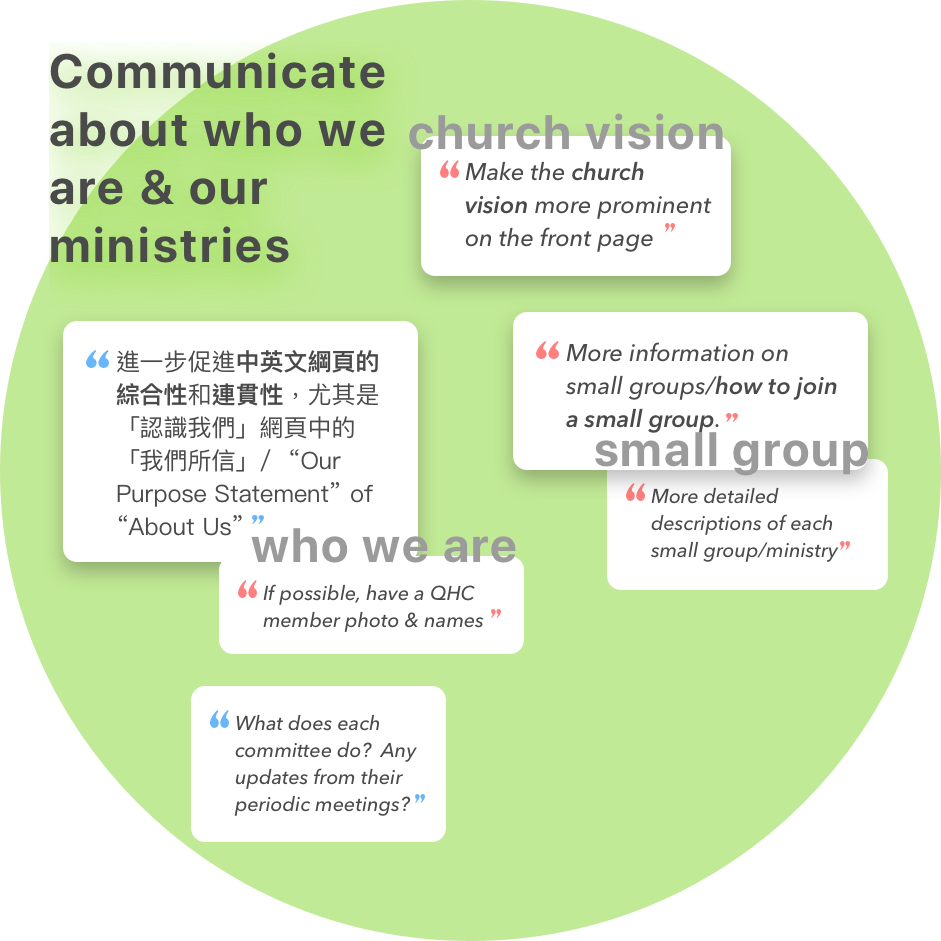 Communicate
about who we
are & our
ministries
church vision
“Make the church
vision more prominent
on the front page ”
“進一步促進中英文網頁的
綜合性和連貫性，尤其是
「認識我們」網頁中的
「我們所信」/ “Our
Purpose Statement” of
“About Us” ”
who we are
“If possible, have a QHC
member photo & names ”
“More information on
small groups/how to join
a small group. ”
small group
“More detailed
descriptions of each
small group/ministry”
“What does each
committee do? Any
updates from their
periodic meetings? ”